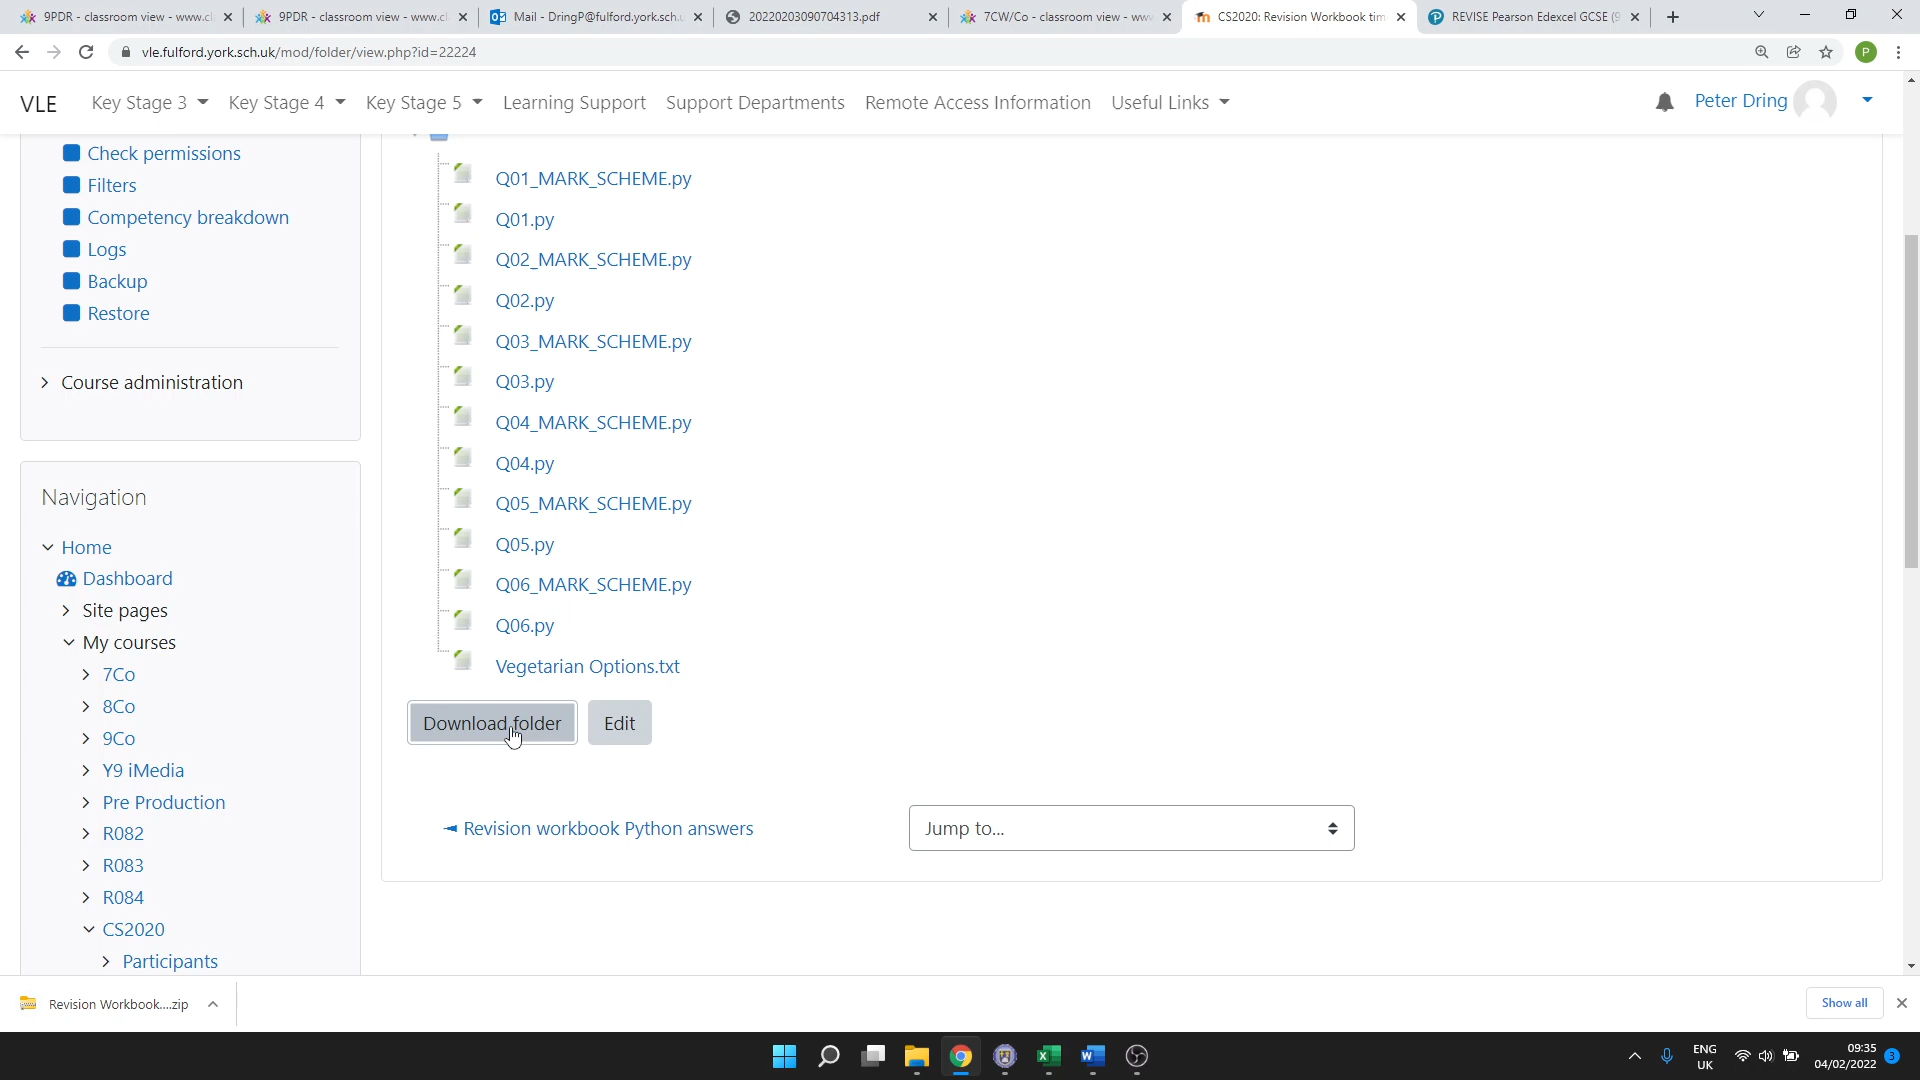 9PDR - classroom view - www.cl
9PDR - classroom view - www.cl
Mail - DringP@fulford.york.sch.
20220203090704313.pdf
7CW/Co - classroom view - www
CS2020: Revision Workbook tim
REVISE Pearson Edexcel GCSE (9
vle.fulford.york.sch.uk/mod/folder/view.php?id=22224
P
VLE
Key Stage 3
Key Stage 4
Key Stage 5
Learning Support
Support Departments
Remote Access Information
Useful Links
Peter Dring
Check permissions
Filters
Competency breakdown
Logs
Backup
Restore
Course administration
Navigation
Home
Dashboard
Site pages
My courses
7Co
8Co
9Co
Y9 iMedia
Pre Production
R082
R083
R084
CS2020
Participants
Q01_MARK_SCHEME.py
Q01.py
Q02_MARK_SCHEME.py
Q02.py
Q03_MARK_SCHEME.py
Q03.py
Q04_MARK_SCHEME.py
Q04.py
Q05_MARK_SCHEME.py
Q05.py
Q06_MARK_SCHEME.py
Q06.py
Vegetarian Options.txt
Download folder
Edit
◄ Revision workbook Python answers
Jump to...
Revision Workbook....zip
Show all
ENG
UK
09:35
04/02/2022
3